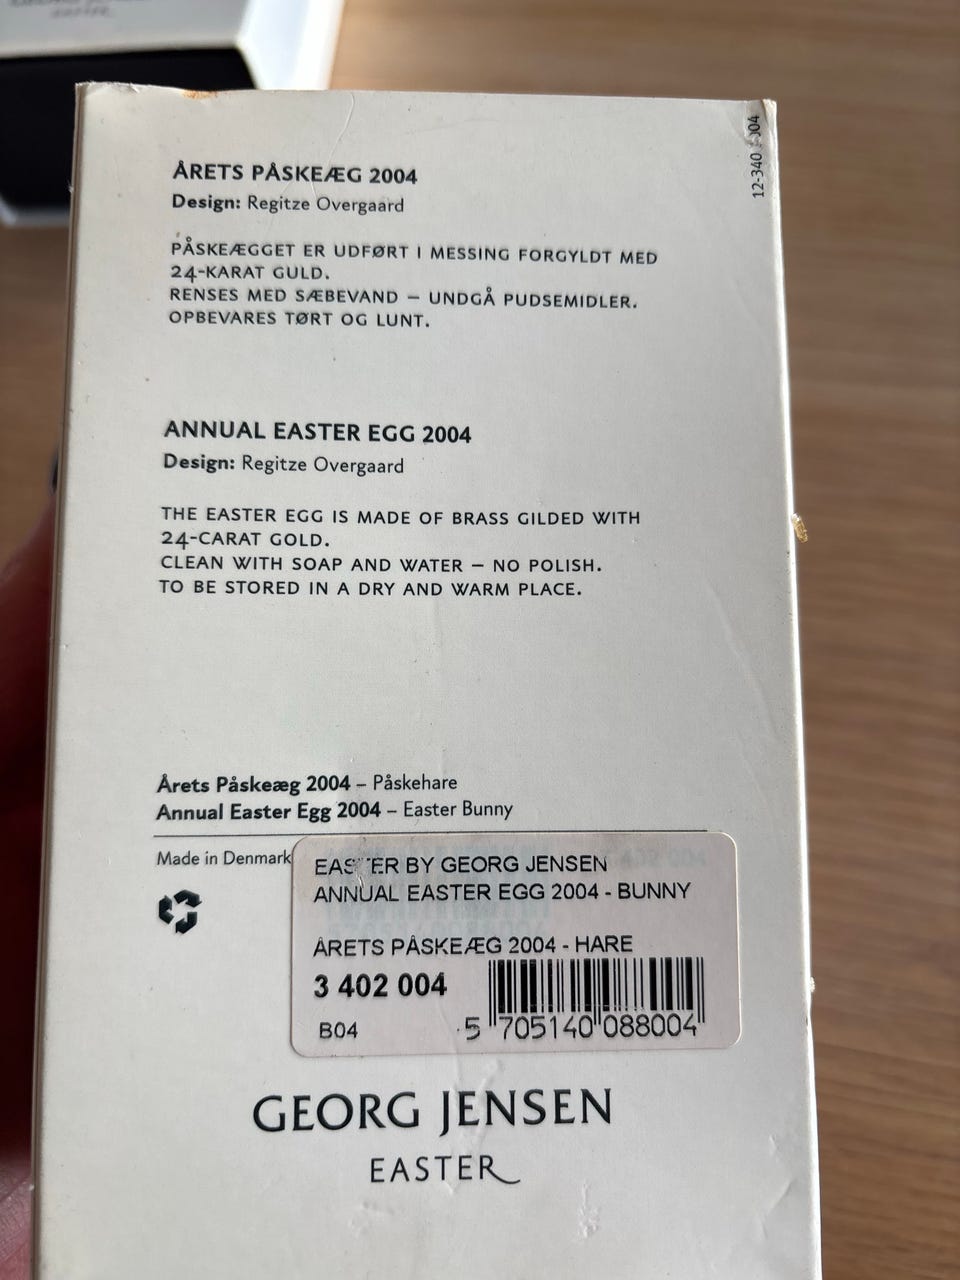 EASTER
ÅRETS PÅSKEÆG 2004
Design: Regitze Overgaard
PÅSKEÆGGET ER UDFØRT I MESSING FORGYLDT MED
24-KARAT GULD.
RENSES MED SÆBEVAND – UNDGÅ PUDSEMIDLER.
OPBEVARES TØRT OG LUNT.
ANNUAL EASTER EGG 2004
Design: Regitze Overgaard
THE EASTER EGG IS MADE OF BRASS GILDED WITH
24-CARAT GOLD.
CLEAN WITH SOAP AND WATER – NO POLISH.
TO BE STORED IN A DRY AND WARM PLACE.
Årets Påskeæg 2004 – Påskehare
Annual Easter Egg 2004 – Easter Bunny
Made in Denmark
EASTER BY GEORG JENSEN
ANNUAL EASTER EGG 2004 - BUNNY
ÅRETS PÅSKEÆG 2004 - HARE
3 402 004
B04
5 705140 088004
GEORG JENSEN
EASTER